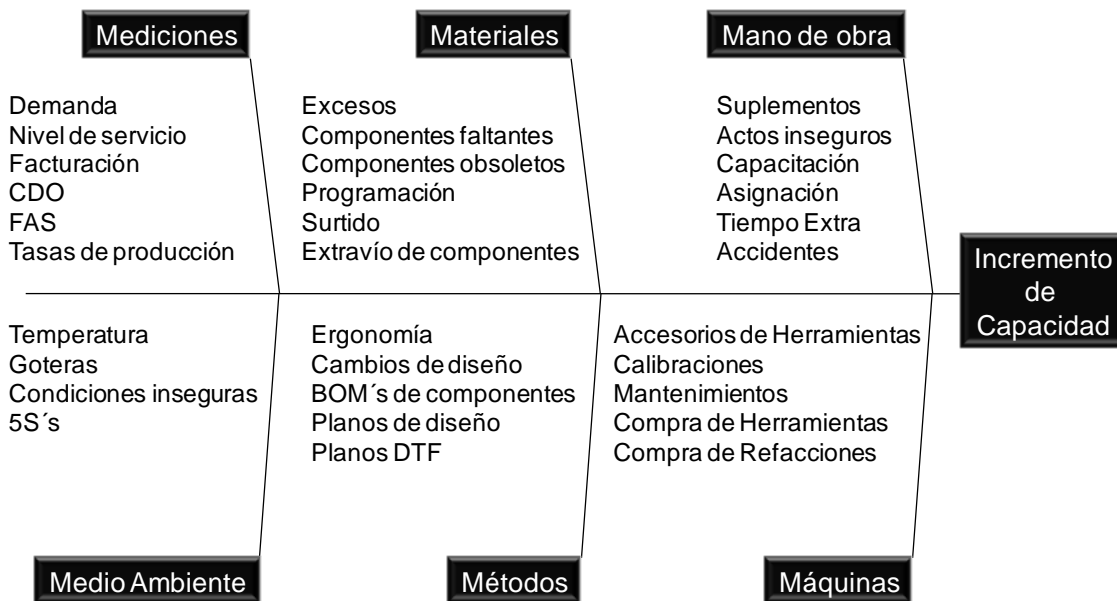 Mediciones
Materiales
Mano de obra
Demanda
Nivel de servicio
Facturación
CDO
FAS
Tasas de producción
Excesos
Componentes faltantes
Componentes obsoletos
Programación
Surtido
Extravío de componentes
Suplementos
Actos inseguros
Capacitación
Asignación
Tiempo Extra
Accidentes
Incremento
de
Capacidad
Temperatura
Goteras
Condiciones inseguras
5S´s
Ergonomía
Cambios de diseño
BOM´s de componentes
Planos de diseño
Planos DTF
Accesorios de Herramientas
Calibraciones
Mantenimientos
Compra de Herramientas
Compra de Refacciones
Medio Ambiente
Métodos
Máquinas